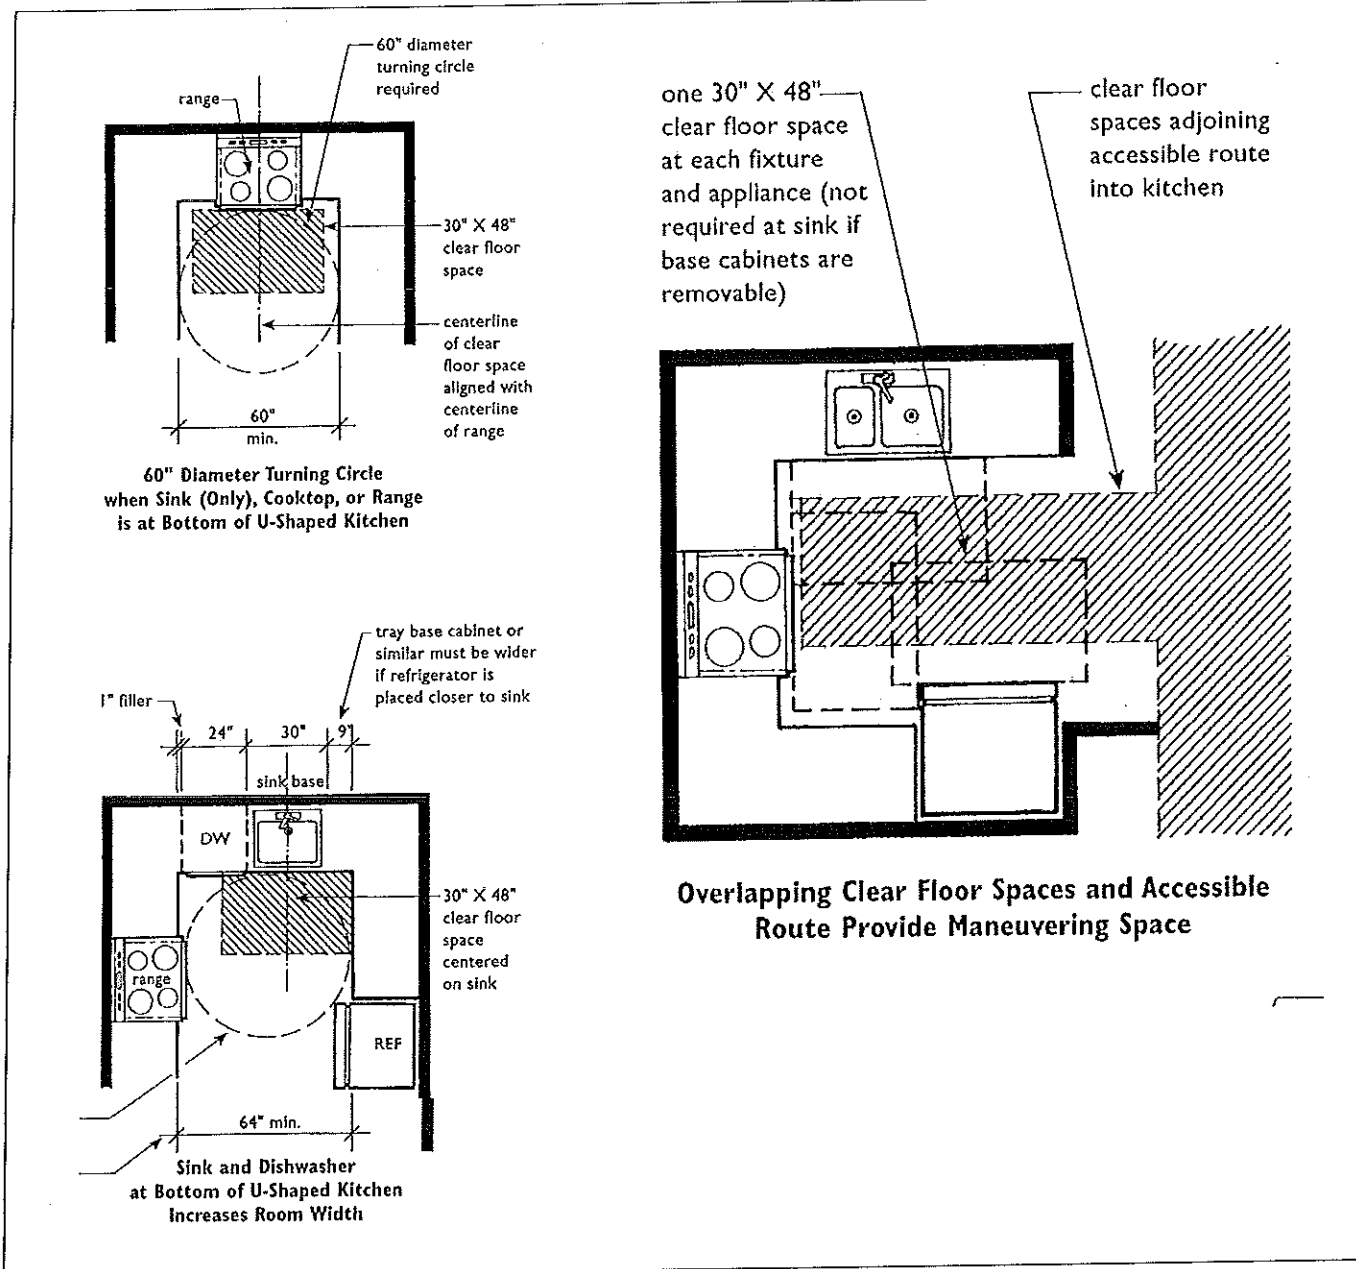 60" diameter
turning circle
required
range
30" X 48"
clear floor
space
centerline
of clear
floor space
aligned with
centerline
of range
60"
min.
60" Diameter Turning Circle
when Sink (Only), Cooktop, or Range
is at Bottom of U-Shaped Kitchen
one 30" X 48"
clear floor space
at each fixture
and appliance (not
required at sink if
base cabinets are
removable)
clear floor
spaces adjoining
accessible route
into kitchen
Overlapping Clear Floor Spaces and Accessible
Route Provide Maneuvering Space
tray base cabinet or
similar must be wider
if refrigerator is
placed closer to sink
1" filler
24" 30" 9"
sink base
DW
30" X 48"
clear floor
space
centered
on sink
range
REF
64" min.
Sink and Dishwasher
at Bottom of U-Shaped Kitchen
Increases Room Width